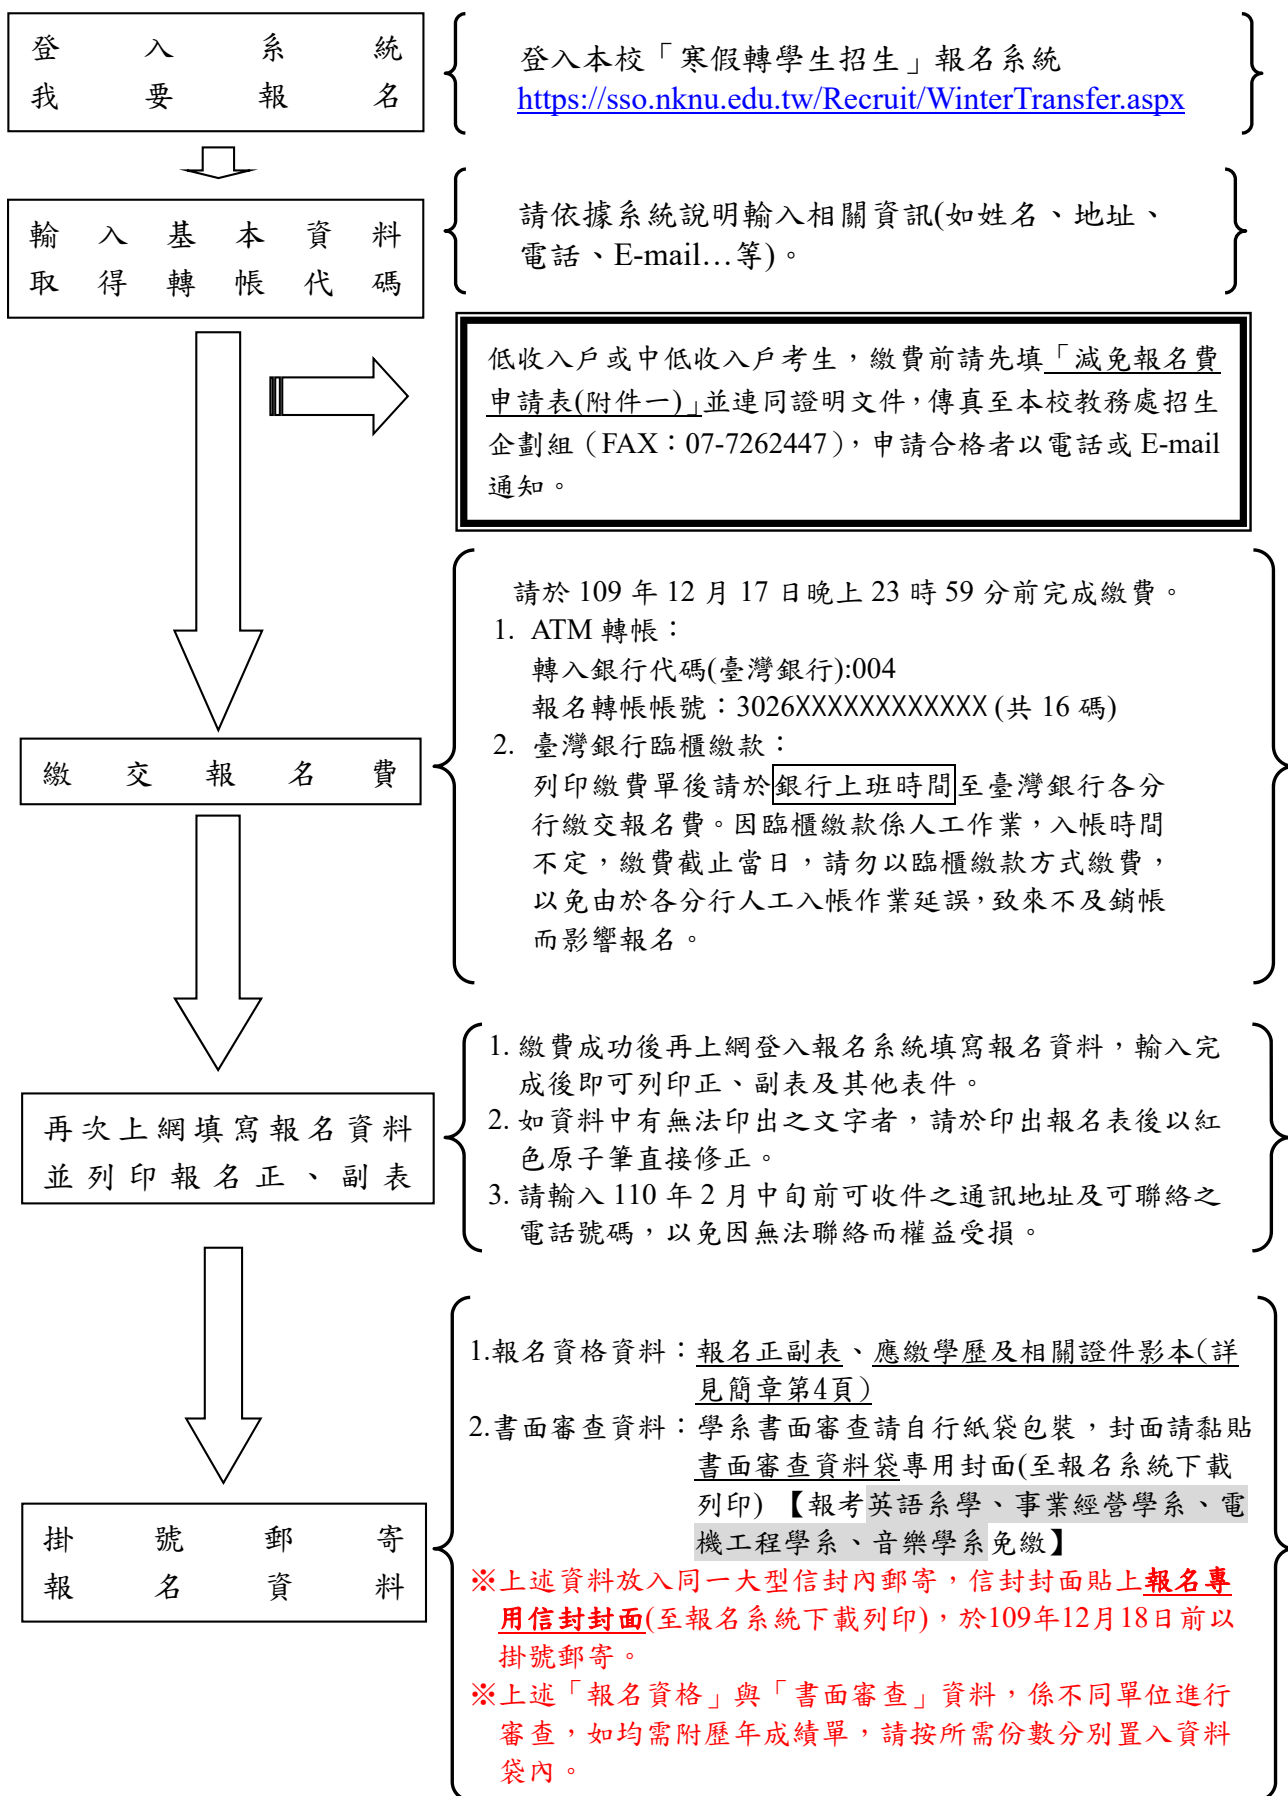 登入系統
我要報名
登入本校「寒假轉學生招生」報名系統
https://sso.nknu.edu.tw/Recruit/WinterTransfer.aspx
輸入基本資料
取得轉帳代碼
請依據系統說明輸入相關資訊(如姓名、地址、
電話、E-mail…等)。
低收入戶或中低收入戶考生，繳費前請先填「減免報名費
申請表(附件一)」並連同證明文件，傳真至本校教務處招生
企劃組（FAX：07-7262447），申請合格者以電話或 E-mail
通知。
繳交報名費
請於 109 年 12 月 17 日晚上 23 時 59 分前完成繳費。
1. ATM 轉帳：
轉入銀行代碼(臺灣銀行):004
報名轉帳帳號：3026XXXXXXXXXXXX (共 16 碼)
2. 臺灣銀行臨櫃繳款：
列印繳費單後請於銀行上班時間至臺灣銀行各分
行繳交報名費。因臨櫃繳款係人工作業，入帳時間
不定，繳費截止當日，請勿以臨櫃繳款方式繳費，
以免由於各分行人工入帳作業延誤，致來不及銷帳
而影響報名。
再次上網填寫報名資料
並列印報名正、副表
1. 繳費成功後再上網登入報名系統填寫報名資料，輸入完
成後即可列印正、副表及其他表件。
2. 如資料中有無法印出之文字者，請於印出報名表後以紅
色原子筆直接修正。
3. 請輸入 110 年 2 月中旬前可收件之通訊地址及可聯絡之
電話號碼，以免因無法聯絡而權益受損。
掛號郵寄
報名資料
1.報名資格資料：報名正副表、應繳學歷及相關證件影本(詳
見簡章第4頁)
2.書面審查資料：學系書面審查請自行紙袋包裝，封面請黏貼
書面審查資料袋專用封面(至報名系統下載
列印) 【報考英語系學、事業經營學系、電
機工程學系、音樂學系免繳】
※上述資料放入同一大型信封內郵寄，信封封面貼上報名專
用信封封面(至報名系統下載列印)，於109年12月18日前以
掛號郵寄。
※上述「報名資格」與「書面審查」資料，係不同單位進行
審查，如均需附歷年成績單，請按所需份數分別置入資料
袋內。